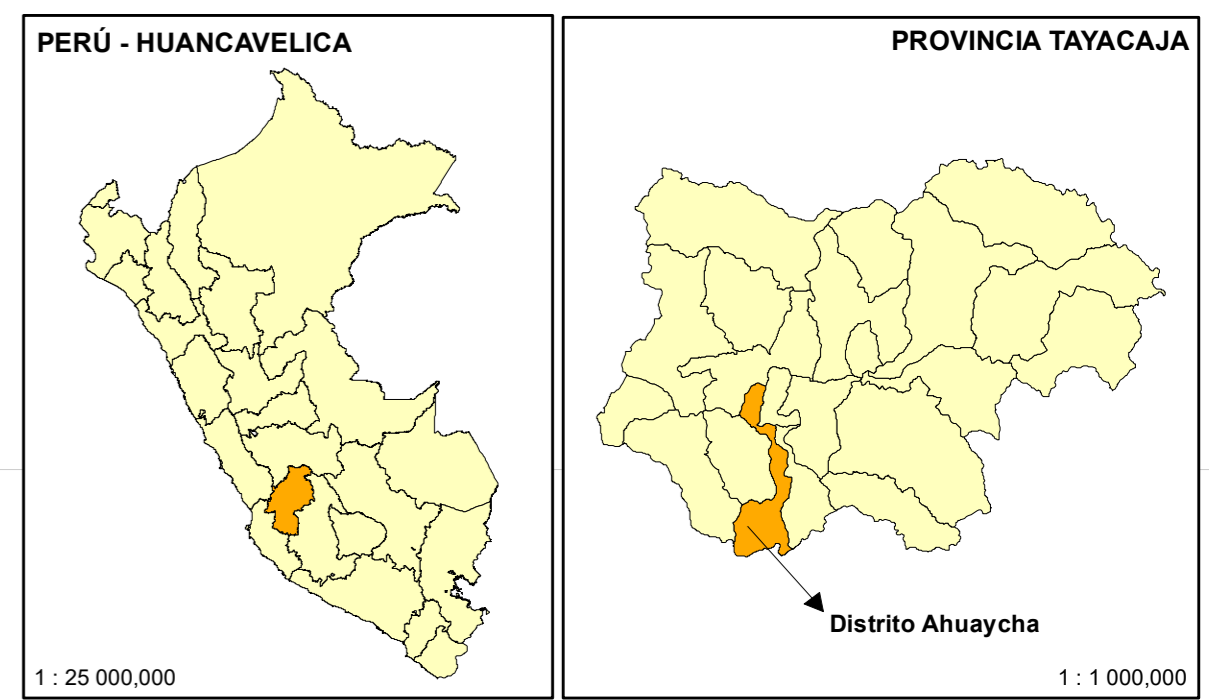 PERÚ - HUANCAVELICA
1 : 25 000,000
PROVINCIA TAYACAJA
Distrito Ahuaycha
1 : 1 000,000